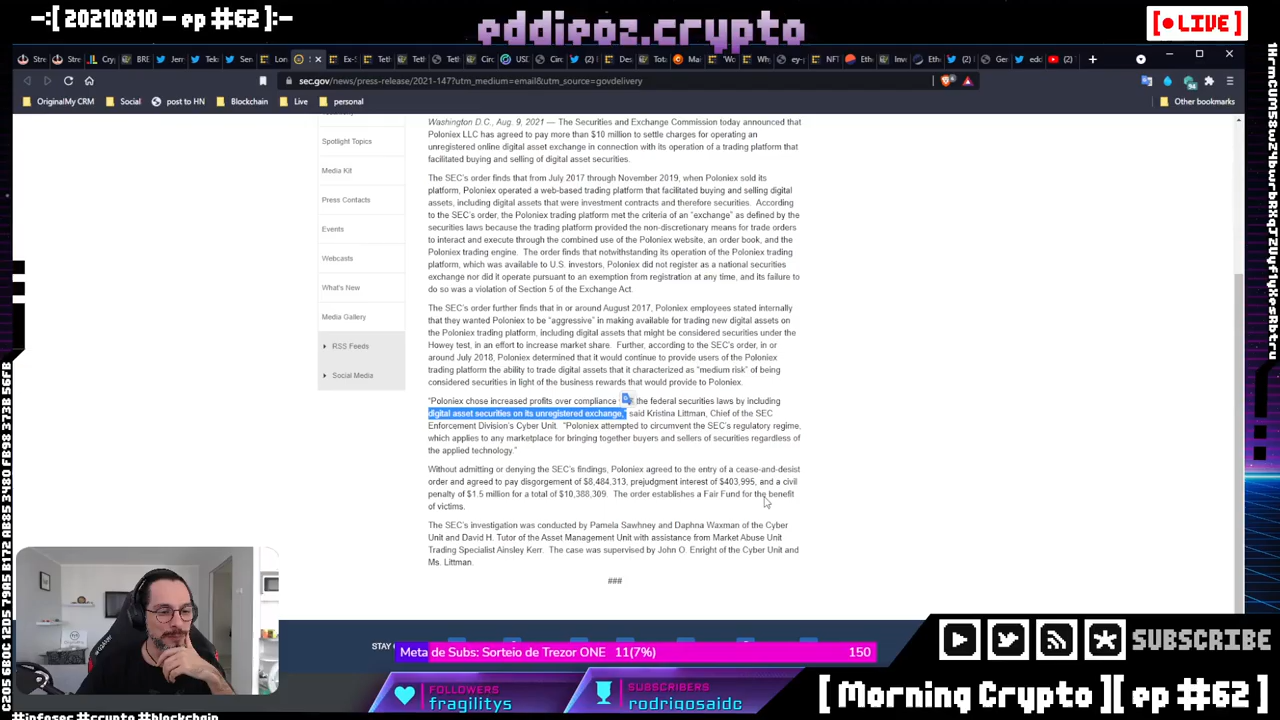 -:[ 20210810 - ep #62]:-
eddieoz.crypto
[● LIVE]
sec.gov/news/press-release/2021-147?utm_medium=email&utm_source=govdelivery
OriginalMy CRM
Social
post to HN
Blockchain
Live
personal
Other bookmarks
Spotlight Topics
Media Kit
Press Contacts
Events
Webcasts
What's New
Media Gallery
RSS Feeds
Social Media
Washington D.C., Aug. 9, 2021 — The Securities and Exchange Commission today announced that
Poloniex LLC has agreed to pay more than $10 million to settle charges for operating an
unregistered online digital asset exchange in connection with its operation of a trading platform that
facilitated buying and selling of digital asset securities.
The SEC's order finds that from July 2017 through November 2019, when Poloniex sold its
platform, Poloniex operated a web-based trading platform that facilitated buying and selling digital
assets, including digital assets that were investment contracts and therefore securities.  According
to the SEC's order, the Poloniex trading platform met the criteria of an "exchange" as defined by the
securities laws because the trading platform provided the non-discretionary means for trade orders
to interact and execute through the combined use of the Poloniex website, an order book, and the
Poloniex trading engine.  The order finds that notwithstanding its operation of the Poloniex trading
platform, which was available to U.S. investors, Poloniex did not register as a national securities
exchange nor did it operate pursuant to an exemption from registration at any time, and its failure to
do so was a violation of Section 5 of the Exchange Act.
The SEC's order further finds that in or around August 2017, Poloniex employees stated internally
that they wanted Poloniex to be "aggressive" in making available for trading new digital assets on
the Poloniex trading platform, including digital assets that might be considered securities under the
Howey test, in an effort to increase market share.  Further, according to the SEC's order, in or
around July 2018, Poloniex determined that it would continue to provide users of the Poloniex
platform the ability to trade digital assets that it characterized as "medium risk" of being
considered securities in light of the business rewards that would provide to Poloniex.
"Poloniex chose increased profits over compliance the federal securities laws by including
digital asset securities on its unregistered exchange," said Kristina Littman, Chief of the SEC
Enforcement Division's Cyber Unit.  "Poloniex attempted to circumvent the SEC's regulatory regime,
which applies to any marketplace for bringing together buyers and sellers of securities regardless of
the applied technology."
Without admitting or denying the SEC's findings, Poloniex agreed to the entry of a cease-and-desist
order and agreed to pay disgorgement of $8,484,313, prejudgment interest of $403,995, and a civil
penalty of $1.5 million for a total of $10,388,309.  The order establishes a Fair Fund for the benefit
of victims.
The SEC's investigation was conducted by Pamela Sawhney and Daphna Waxman of the Cyber
Unit and David H. Tutor of the Asset Management Unit with assistance from Market Abuse Unit
Trading Specialist Ainsley Kerr.  The case was supervised by John O. Enright of the Cyber Unit and
Ms. Littman.
###
STAY
Meta de Subs: Sorteio de Trezor ONE 11(7%) 150
FOLLOWERS
fragilitys
SUBSCRIBERS
rodrigosaidc
SUBSCRIBE
[ Morning Crypto ][ ep #62 ]
#infosec #crypto #blockchain